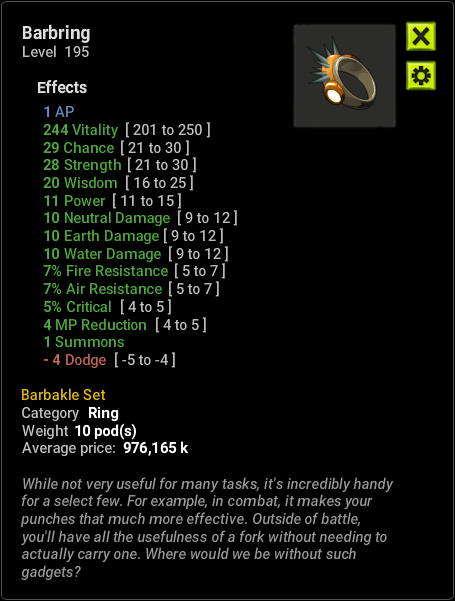 Barbring
Level 195
Effects
1 AP
244 Vitality [ 201 to 250 ]
29 Chance [ 21 to 30 ]
28 Strength [ 21 to 30 ]
20 Wisdom [ 16 to 25 ]
11 Power [ 11 to 15 ]
10 Neutral Damage [ 9 to 12 ]
10 Earth Damage [ 9 to 12 ]
10 Water Damage [ 9 to 12 ]
7% Fire Resistance [ 5 to 7 ]
7% Air Resistance [ 5 to 7 ]
5% Critical [ 4 to 5 ]
4 MP Reduction [ 4 to 5 ]
1 Summons
- 4 Dodge [ -5 to -4 ]
Barbakle Set
Category Ring
Weight 10 pod(s)
Average price: 976,165 k
While not very useful for many tasks, it's incredibly handy
for a select few. For example, in combat, it makes your
punches that much more effective. Outside of battle,
you'll have all the usefulness of a fork without needing to
actually carry one. Where would we be without such
gadgets?